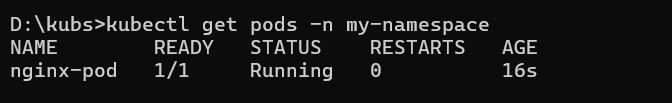 D:\kubs>kubectl get pods -n my-namespace
NAME        READY   STATUS    RESTARTS   AGE
nginx-pod   1/1     Running   0          16s